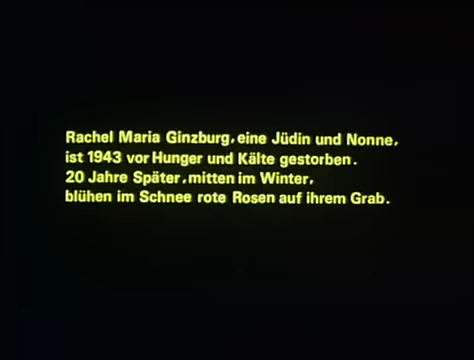 Rachel Maria Ginzburg, eine Jüdin und Nonne,
ist 1943 vor Hunger und Kälte gestorben.
20 Jahre Später, mitten im Winter,
blühen im Schnee rote Rosen auf ihrem Grab.